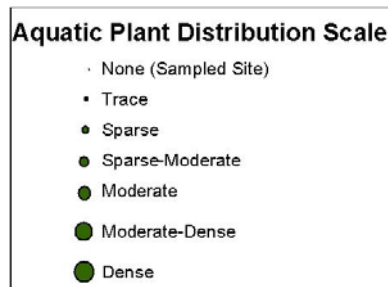 Aquatic Plant Distribution Scale
None (Sampled Site)
Trace
Sparse
Sparse-Moderate
Moderate
Moderate-Dense
Dense